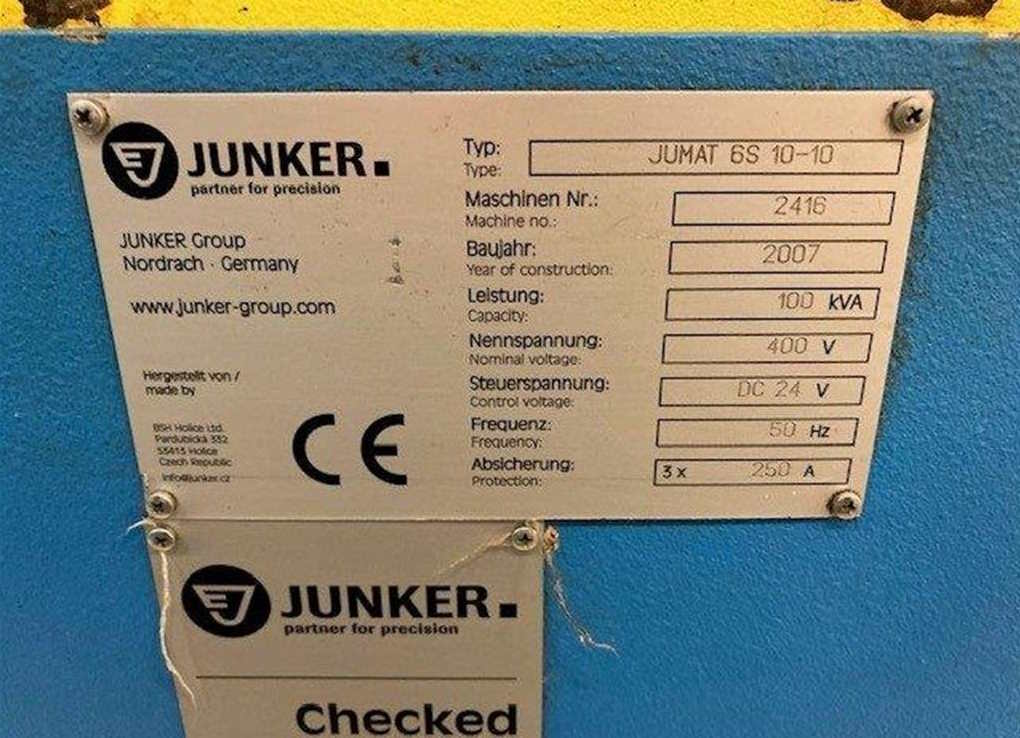 JUNKER.
partner for precision
JUNKER Group
Nordrach · Germany
www.junker-group.com
Hergestellt von /
made by
BSH Holice Ltd.
Pardubická 332
53413 Holice
Czech Republic
info@junker.cz
CE
Typ: JUMAT 6S 10-10
Type:
Maschinen Nr.: 2416
Machine no.:
Baujahr: 2007
Year of construction:
Leistung: 100 kVA
Capacity:
Nennspannung: 400 V
Nominal voltage:
Steuerspannung: DC 24 V
Control voltage:
Frequenz: 50 Hz
Frequency:
Absicherung: 3 x 250 A
Protection:
JUNKER.
partner for precision
Checked